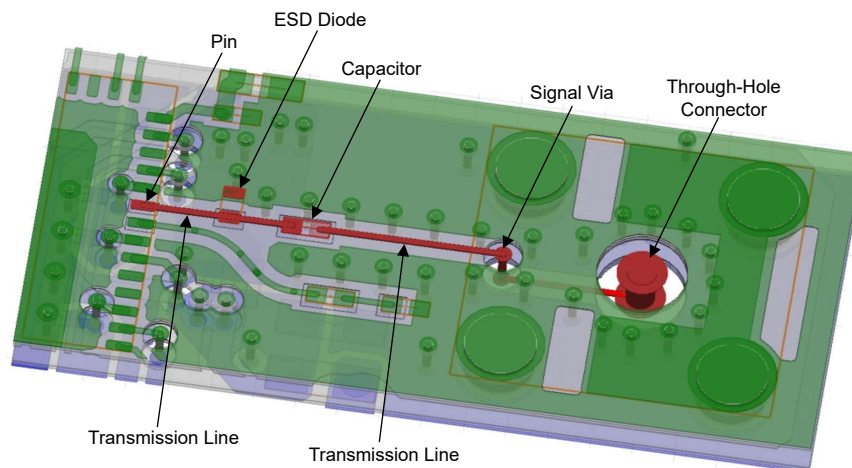 ESD Diode
Pin
Capacitor
Signal Via
Through-Hole
Connector
Transmission Line
Transmission Line